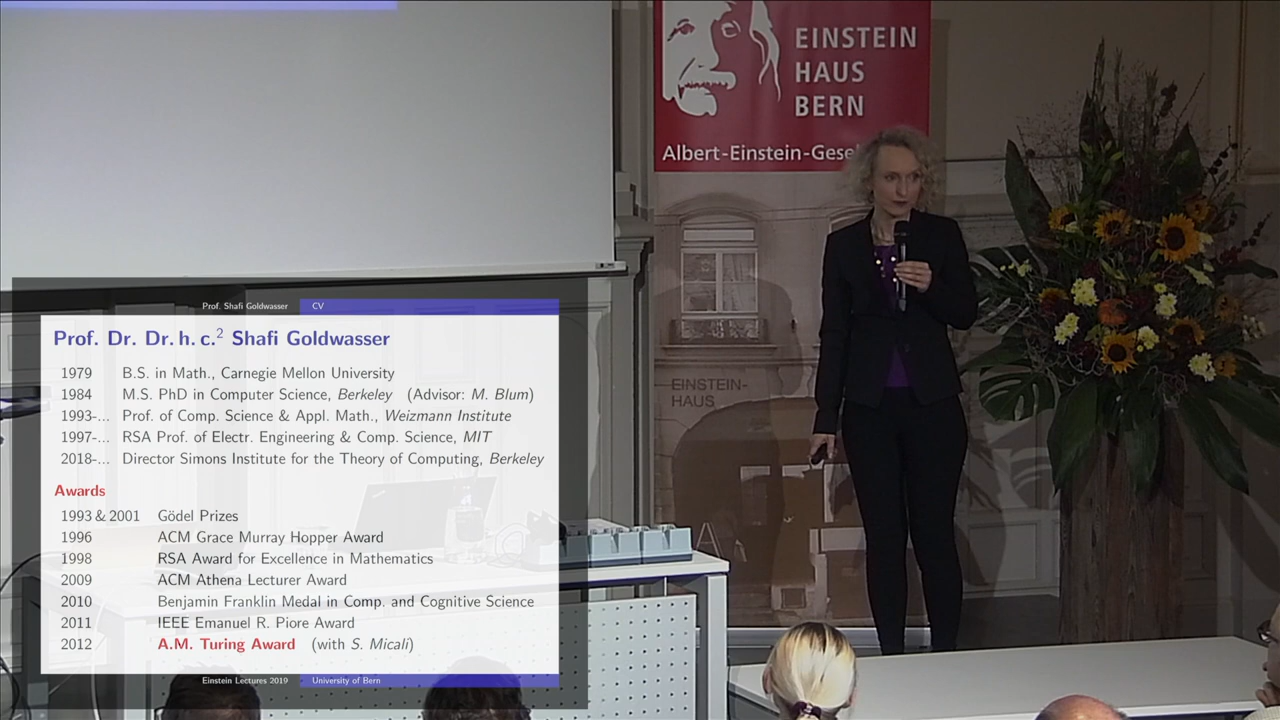 EINSTEIN
HAUS
BERN
Albert-Einstein-Gesel
EINSTEIN-
HAUS
Prof. Shafi Goldwasser CV
Prof. Dr. Dr. h. c.² Shafi Goldwasser
1979 B.S. in Math., Carnegie Mellon University
1984 M.S. PhD in Computer Science, Berkeley (Advisor: M. Blum)
1993-... Prof. of Comp. Science & Appl. Math., Weizmann Institute
1997-... RSA Prof. of Electr. Engineering & Comp. Science, MIT
2018-... Director Simons Institute for the Theory of Computing, Berkeley
Awards
1993 & 2001 Gödel Prizes
1996 ACM Grace Murray Hopper Award
1998 RSA Award for Excellence in Mathematics
2009 ACM Athena Lecturer Award
2010 Benjamin Franklin Medal in Comp. and Cognitive Science
2011 IEEE Emanuel R. Piore Award
2012 A.M. Turing Award (with S. Micali)
Einstein Lectures 2019 University of Bern